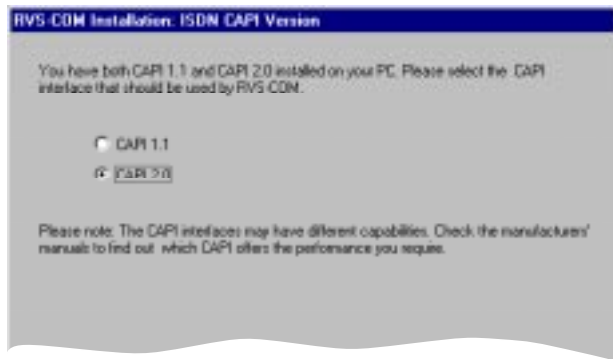 RVS-COM Installation: ISDN CAPI Version
You have both CAPI 1.1 and CAPI 2.0 installed on your PC. Please select the CAPI
interface that should be used by RVS-COM.
CAPI 1.1
CAPI 2.0
Please note: The CAPI interfaces may have different capabilities. Check the manufacturers'
manuals to find out which CAPI offers the performance you require.